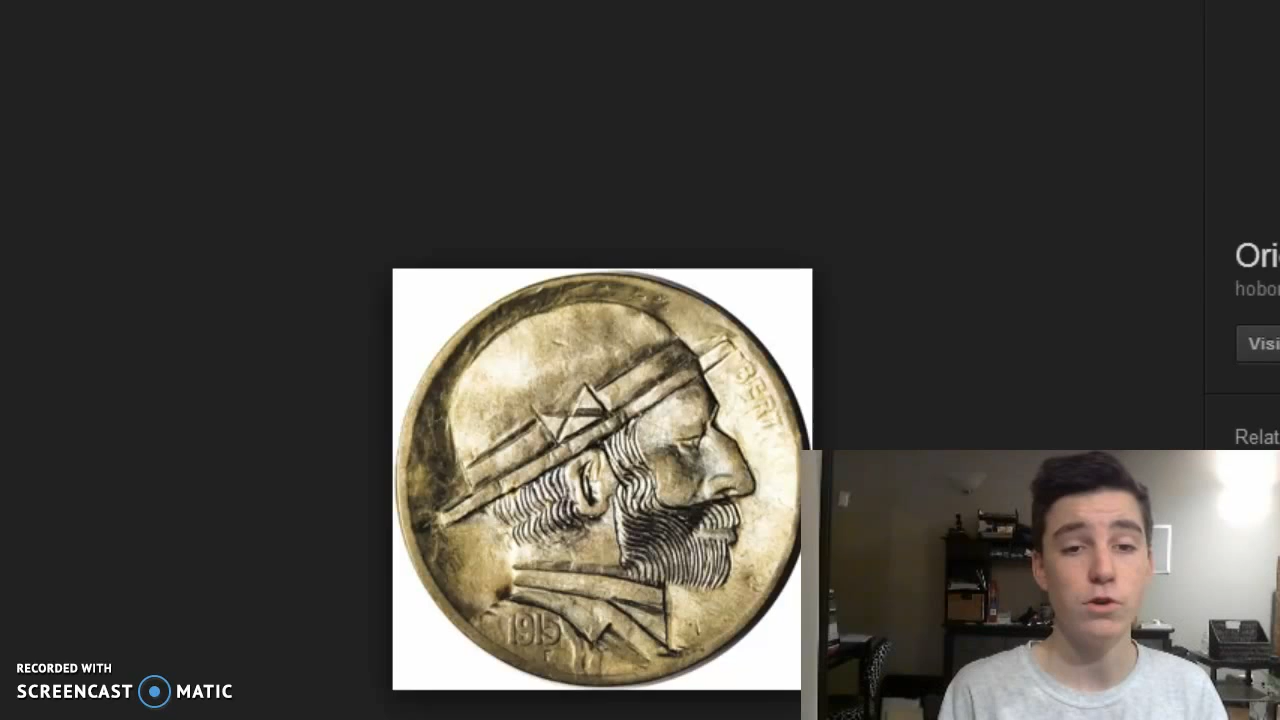 Ori
hobo
Visi
Relat
BERT
1915
F
RECORDED WITH
SCREENCAST MATIC